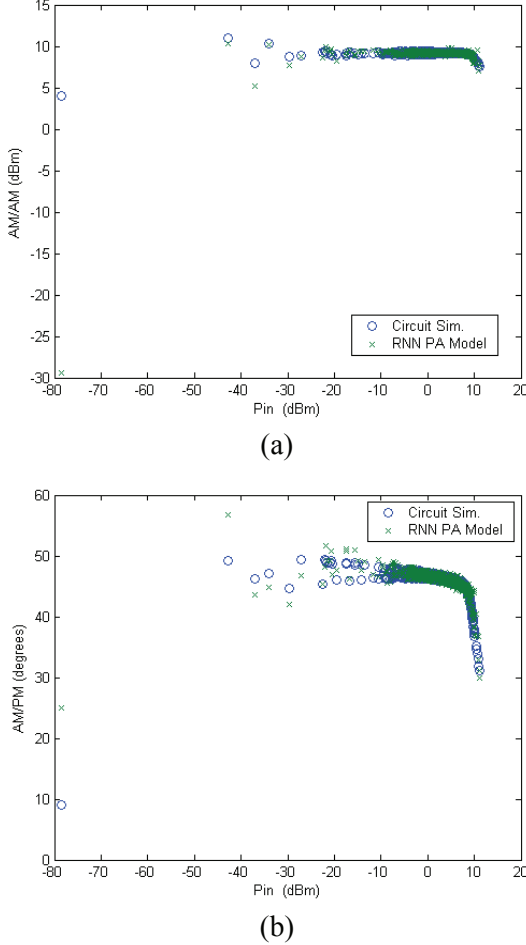 15
10
5
0
-5
-10
-15
-20
-25
-30
AM/AM (dBm)
-80 -70 -60 -50 -40 -30 -20 -10 0 10 20
Pin (dBm)
Circuit Sim.
RNN PA Model
(a)
60
50
40
30
20
10
0
AM/PM (degrees)
-80 -70 -60 -50 -40 -30 -20 -10 0 10 20
Pin (dBm)
Circuit Sim.
RNN PA Model
(b)